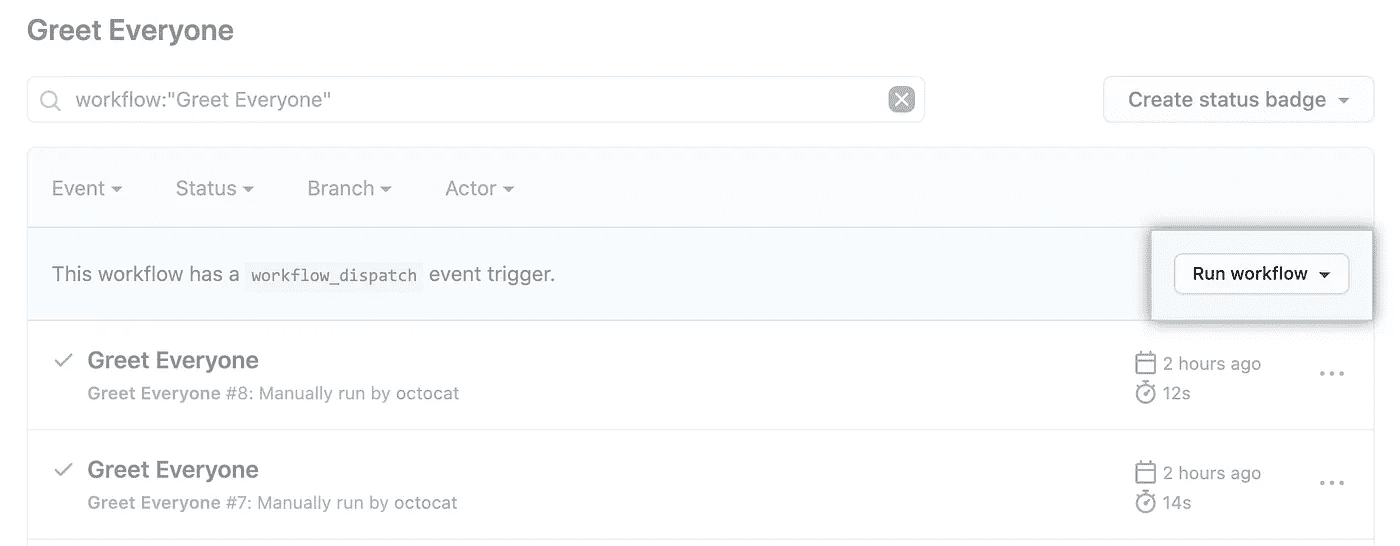 Greet Everyone
workflow:"Greet Everyone"
Create status badge
Event Status Branch Actor
This workflow has a workflow_dispatch event trigger.
Run workflow
Greet Everyone
2 hours ago
Greet Everyone #8: Manually run by octocat
12s
Greet Everyone
2 hours ago
Greet Everyone #7: Manually run by octocat
14s